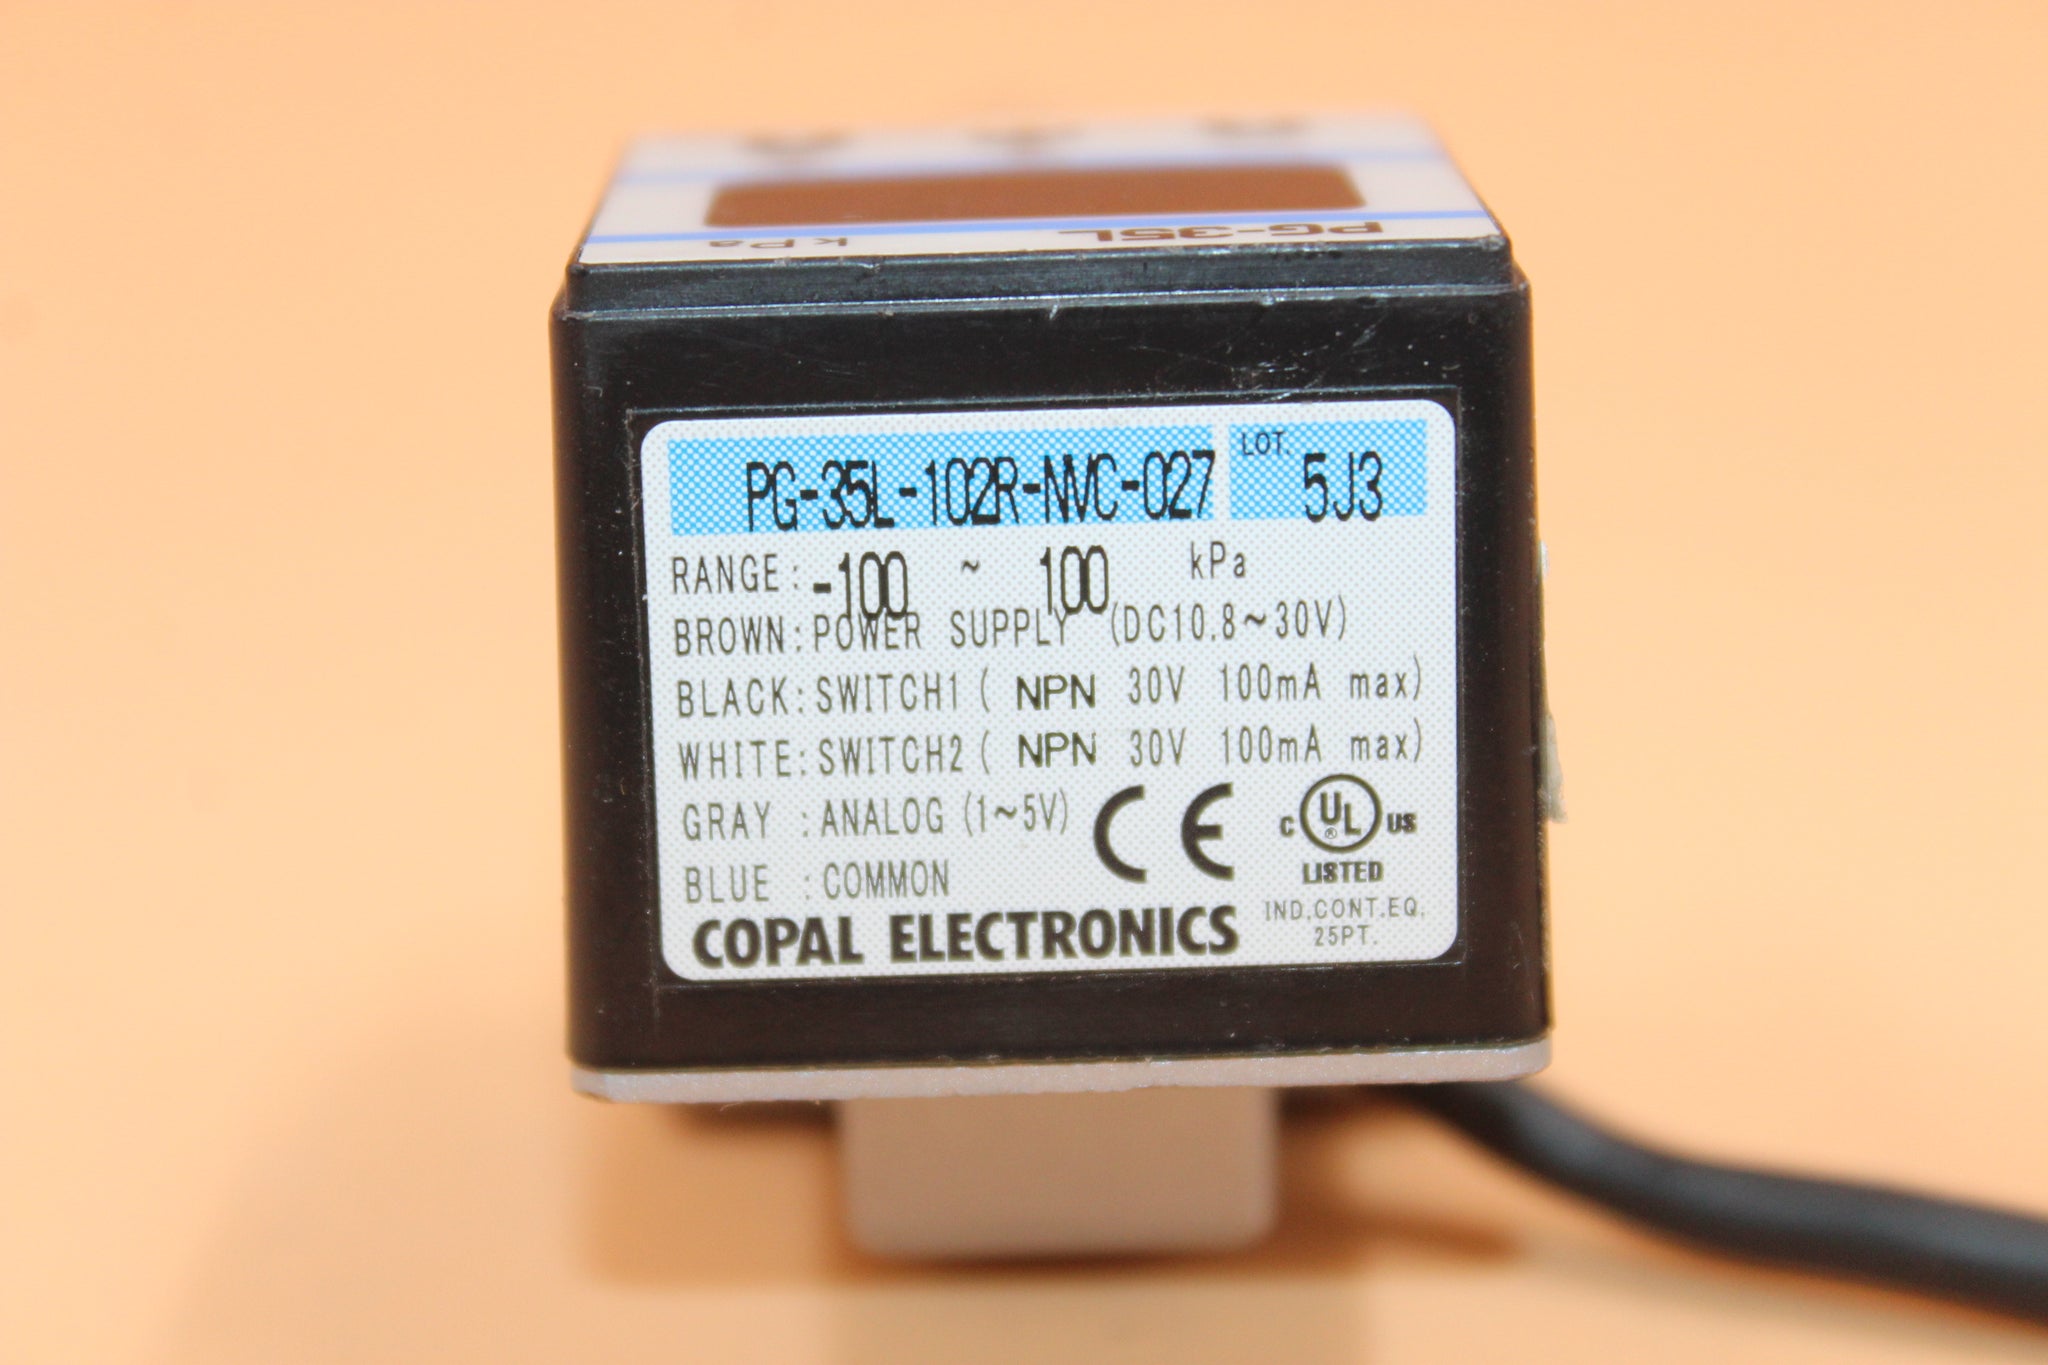 kPa
PG-35L
PG-35L-102R-NVC-027 LOT. 5J3
RANGE: -100 ~ 100 kPa
BROWN:POWER SUPPLY (DC10.8~30V)
BLACK:SWITCH1( NPN 30V 100mA max)
WHITE:SWITCH2( NPN 30V 100mA max)
GRAY :ANALOG(1~5V) CE C UL® US
BLUE :COMMON LISTED
COPAL ELECTRONICS IND.CONT.EQ.
25PT.